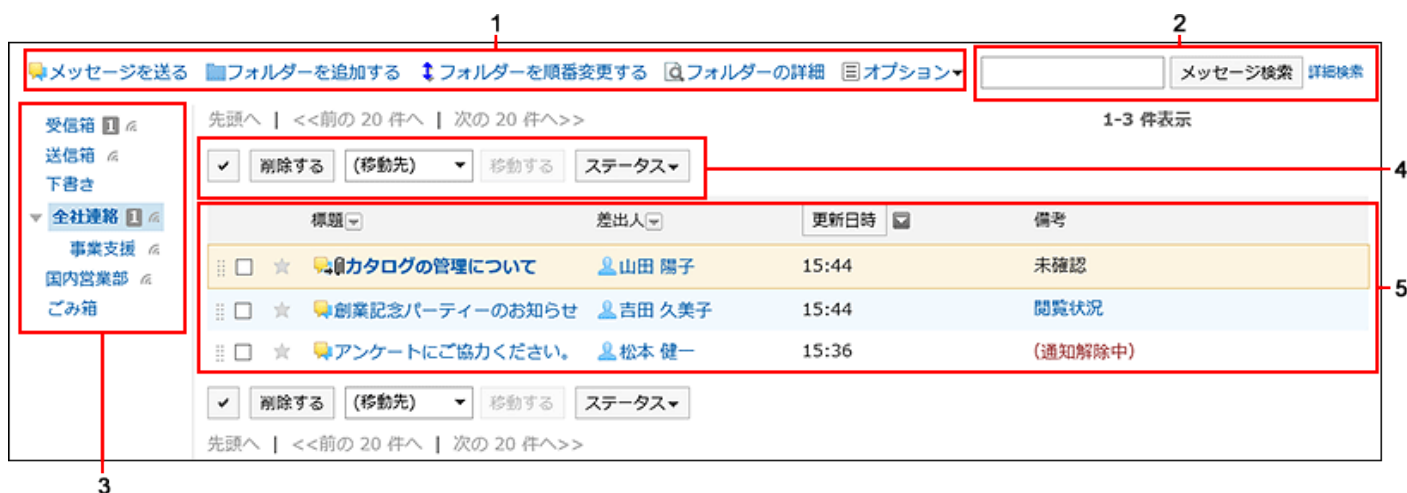 1
2
メッセージを送る フォルダーを追加する フォルダーを順番変更する フォルダーの詳細 オプション
メッセージ検索 詳細検索
受信箱 1
送信箱
下書き
全社連絡 1
事業支援
国内営業部
ごみ箱
3
先頭へ | <<前の 20 件へ | 次の 20 件へ>>
1-3 件表示
削除する (移動先) 移動する ステータス
4
標題 差出人 更新日時 備考
カタログの管理について 山田 陽子 15:44 未確認
創業記念パーティーのお知らせ 吉田 久美子 15:44 閲覧状況
アンケートにご協力ください。 松本 健一 15:36 (通知解除中)
5
削除する (移動先) 移動する ステータス
先頭へ | <<前の 20 件へ | 次の 20 件へ>>